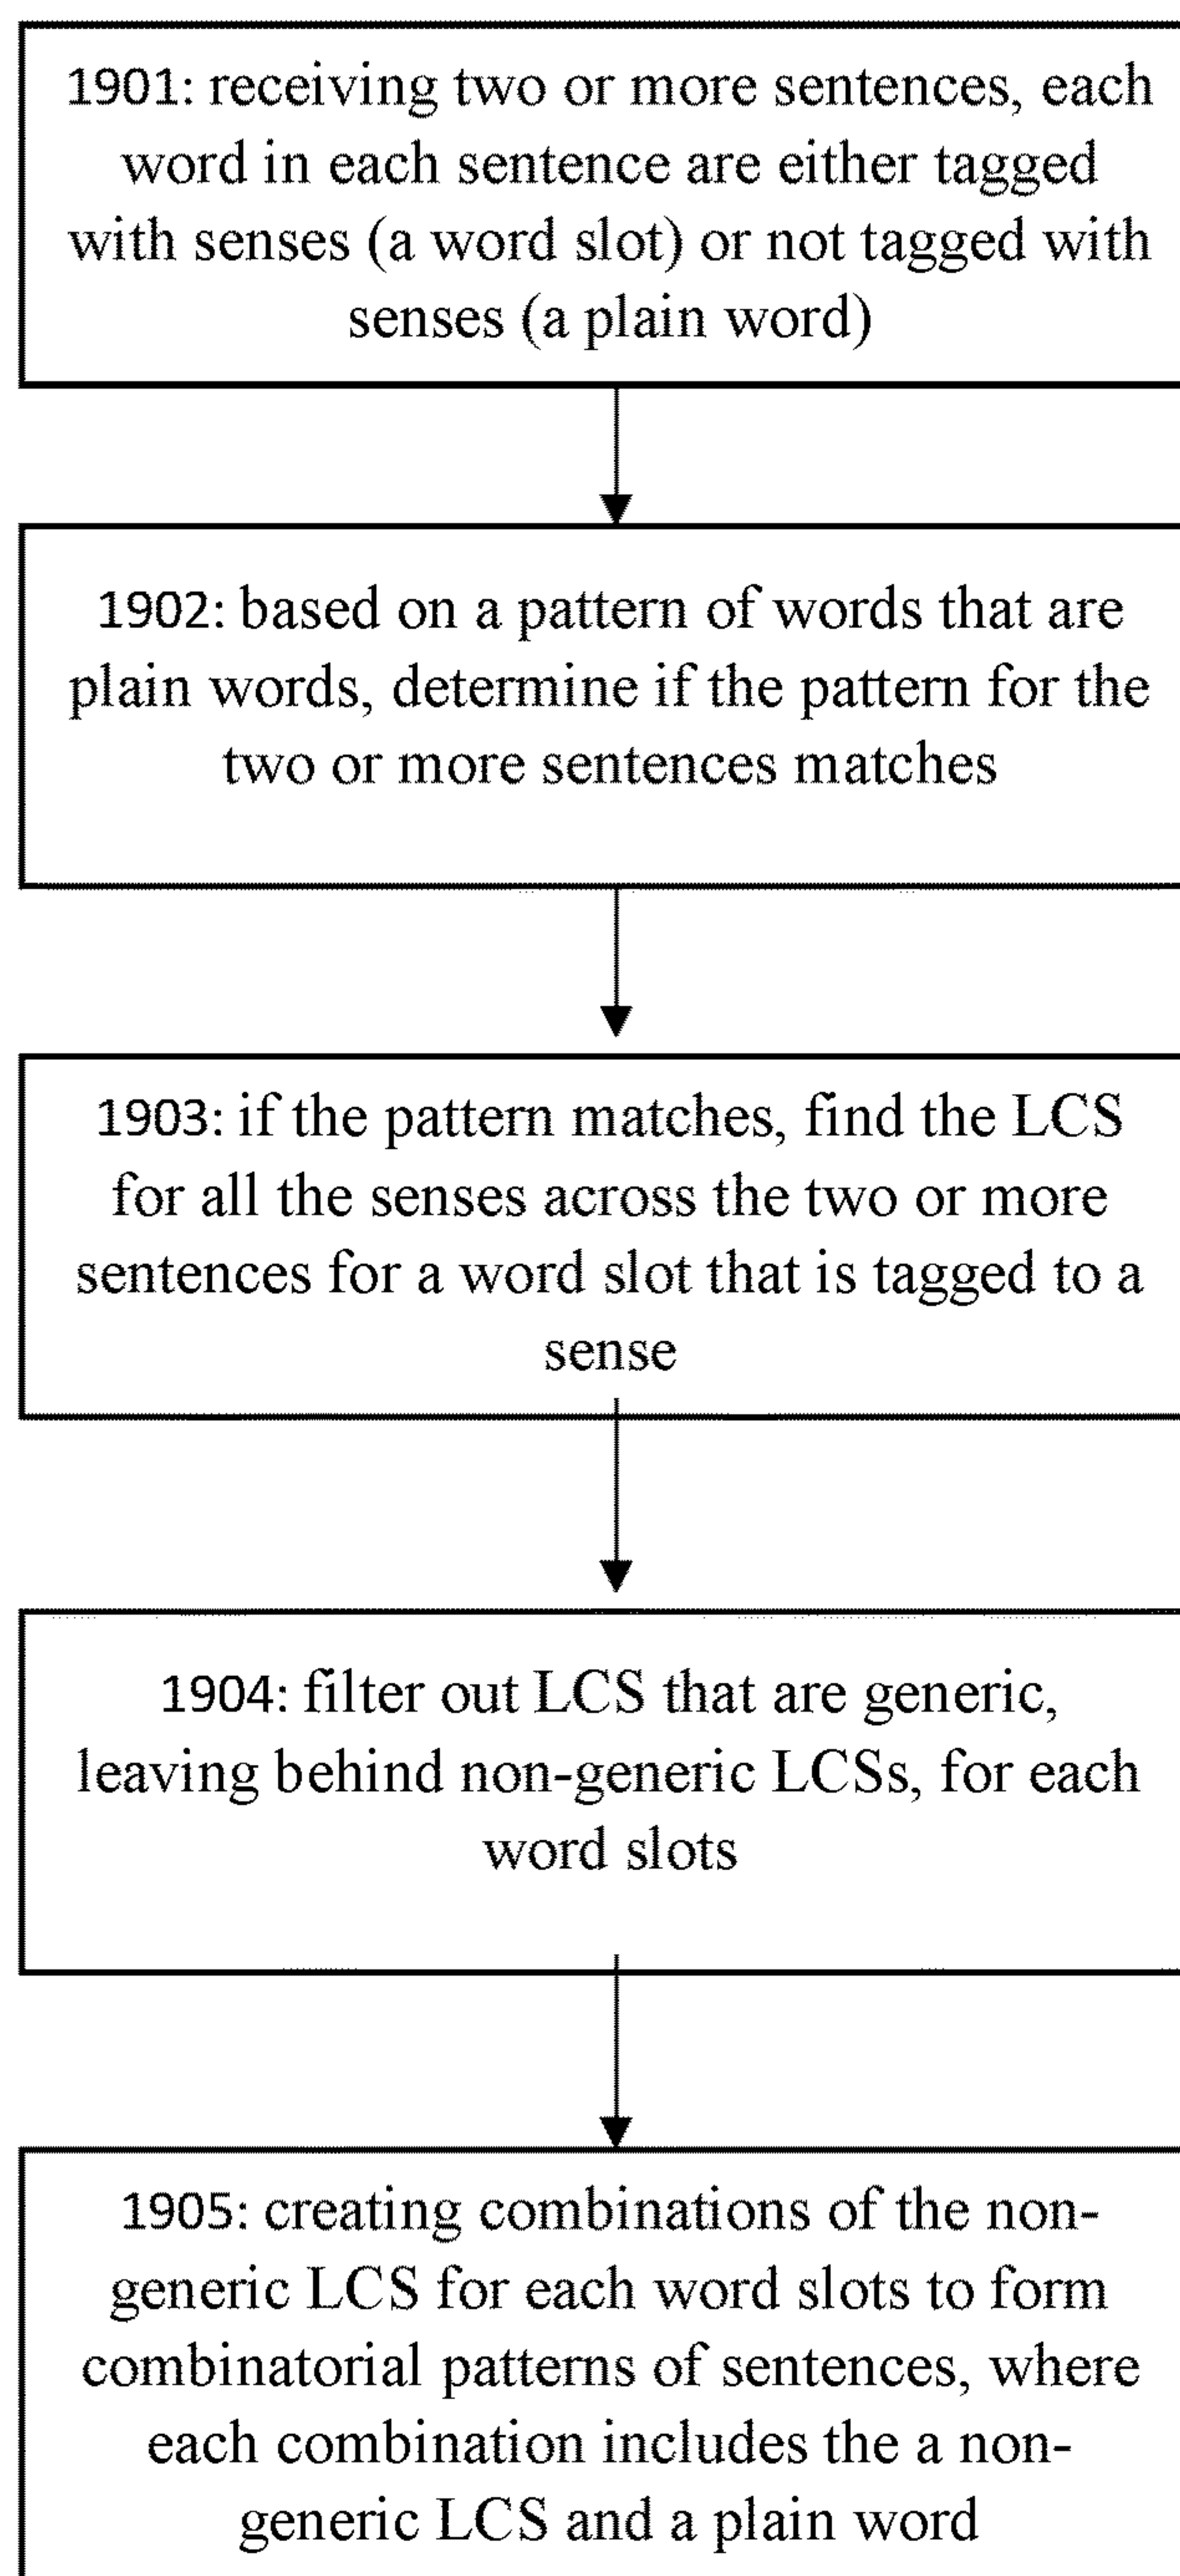 1901: receiving two or more sentences, each
word in each sentence are either tagged
with senses (a word slot) or not tagged with
senses (a plain word)
1902: based on a pattern of words that are
plain words, determine if the pattern for the
two or more sentences matches
1903: if the pattern matches, find the LCS
for all the senses across the two or more
sentences for a word slot that is tagged to a
sense
1904: filter out LCS that are generic,
leaving behind non-generic LCSs, for each
word slots
1905: creating combinations of the non-
generic LCS for each word slots to form
combinatorial patterns of sentences, where
each combination includes the a non-
generic LCS and a plain word